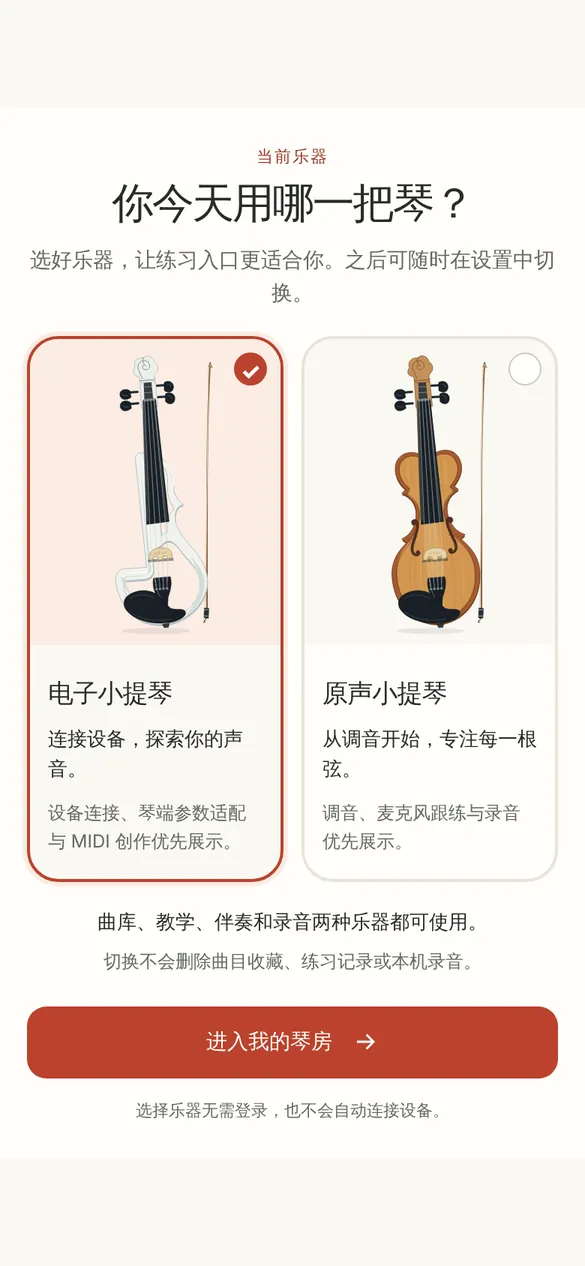 当前乐器
你今天用哪一把琴？
选好乐器，让练习入口更适合你。之后可随时在设置中切
换。
电子小提琴
连接设备，探索你的声
音。
设备连接、琴端参数适配
与 MIDI 创作优先展示。
原声小提琴
从调音开始，专注每一根
弦。
调音、麦克风跟练与录音
优先展示。
曲库、教学、伴奏和录音两种乐器都可使用。
切换不会删除曲目收藏、练习记录或本机录音。
进入我的琴房 →
选择乐器无需登录，也不会自动连接设备。